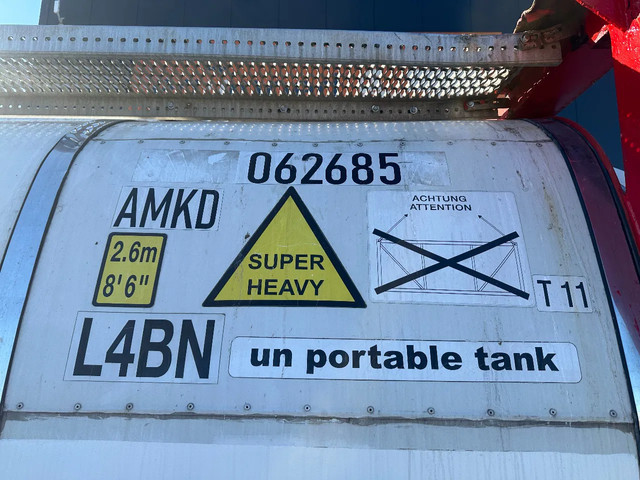 062685
AMKD
2.6m
8'6"
SUPER
HEAVY
ACHTUNG
ATTENTION
T 11
L4BN
un portable tank